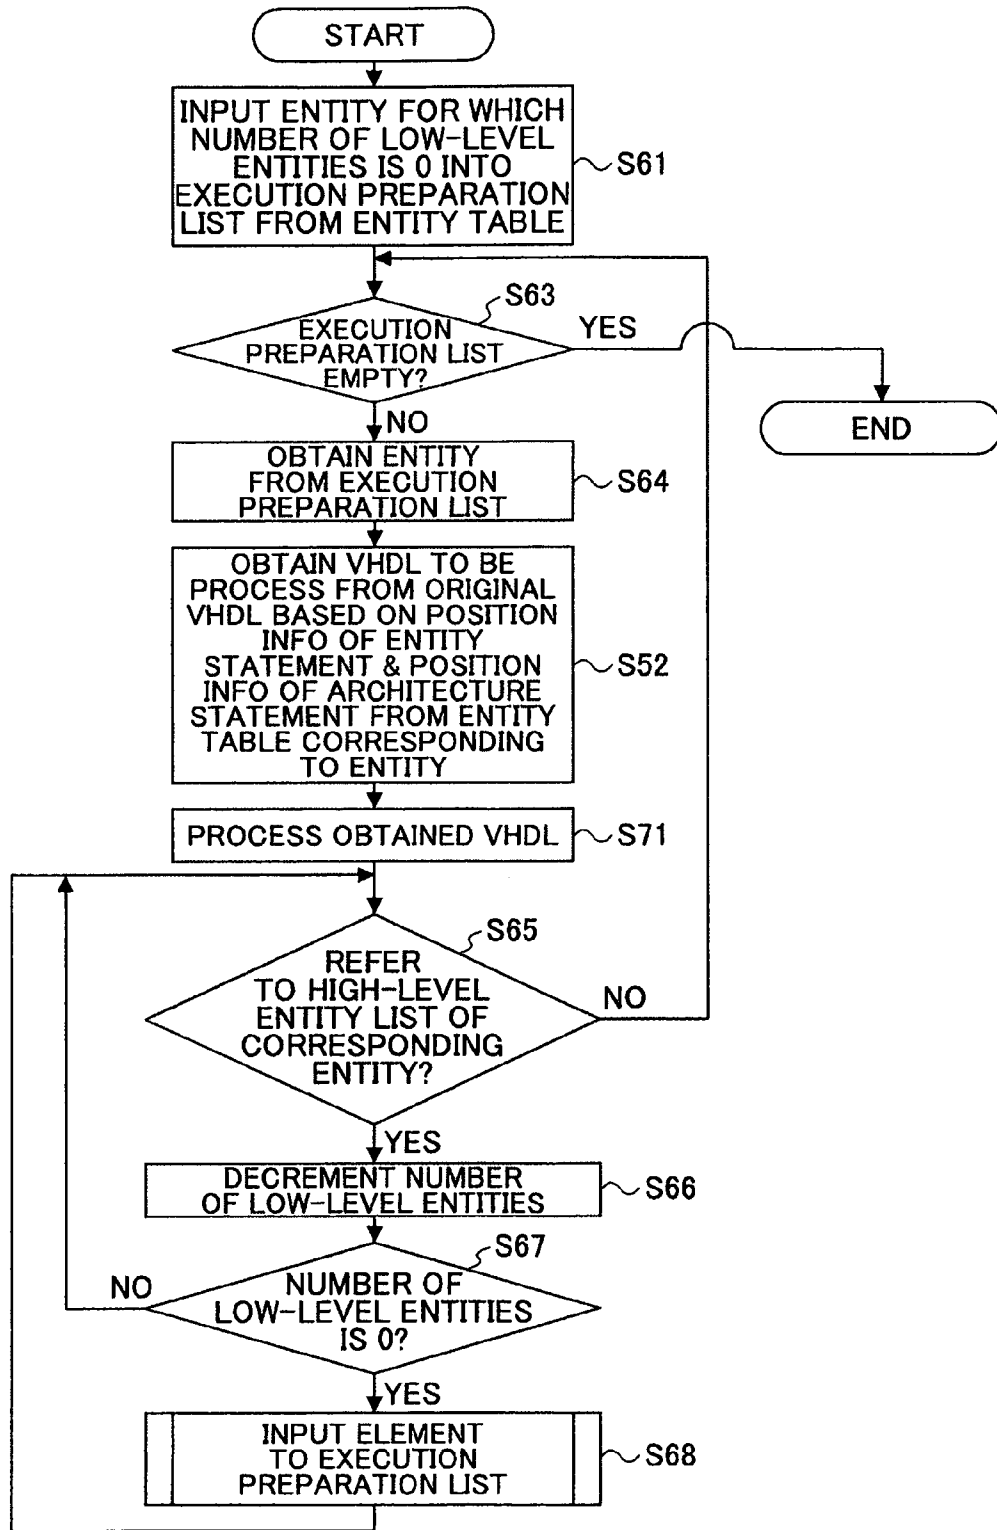 START
INPUT ENTITY FOR WHICH
NUMBER OF LOW-LEVEL
ENTITIES IS 0 INTO
EXECUTION PREPARATION
LIST FROM ENTITY TABLE
S61
S63
EXECUTION
PREPARATION LIST
EMPTY?
YES
END
NO
OBTAIN ENTITY
FROM EXECUTION
PREPARATION LIST
S64
OBTAIN VHDL TO BE
PROCESS FROM ORIGINAL
VHDL BASED ON POSITION
INFO OF ENTITY
STATEMENT & POSITION
INFO OF ARCHITECTURE
STATEMENT FROM ENTITY
TABLE CORRESPONDING
TO ENTITY
S52
PROCESS OBTAINED VHDL
S71
S65
REFER
TO HIGH-LEVEL
ENTITY LIST OF
CORRESPONDING
ENTITY?
NO
YES
DECREMENT NUMBER
OF LOW-LEVEL ENTITIES
S66
S67
NO
NUMBER OF
LOW-LEVEL ENTITIES
IS 0?
YES
INPUT ELEMENT
TO EXECUTION
PREPARATION LIST
S68